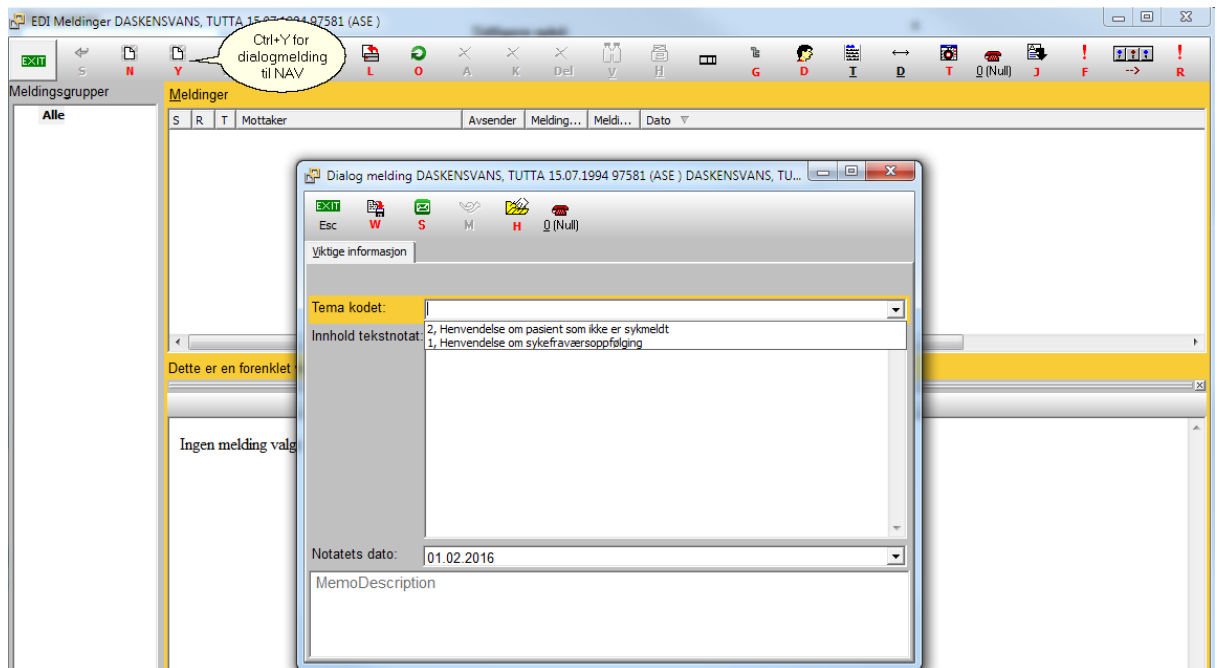 EDI Meldinger DASKENSVANS, TUTTA 15.07.1994 97581 (ASE )
Ctrl+Y for
dialogmelding
til NAV
EXIT S N Y L O A K Del V H G D I D T 0 (Null) J F --> R
Meldingsgrupper
Alle
Meldinger
S R T Mottaker Avsender Melding... Meldi... Dato
Dialog melding DASKENSVANS, TUTTA 15.07.1994 97581 (ASE ) DASKENSVANS, TU...
EXIT
Esc W S M H 0 (Null)
Viktige informasjon
Tema kodet:
2, Henvendelse om pasient som ikke er sykmeldt
1, Henvendelse om sykefraværsoppfølging
Innhold tekstnotat:
Dette er en forenklet
Ingen melding valg
Notatets dato: 01.02.2016
MemoDescription